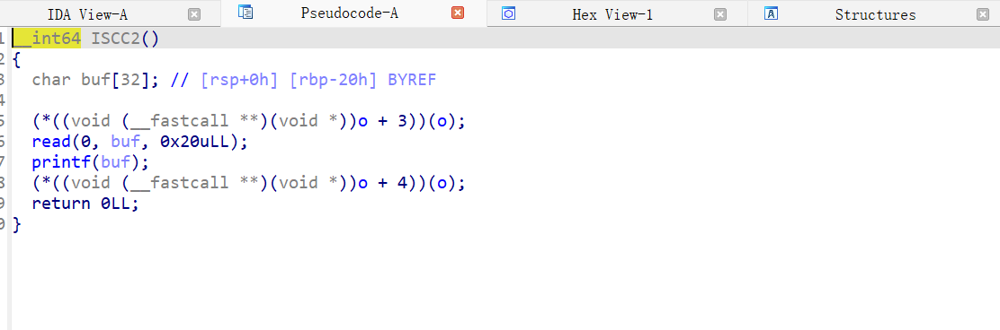 IDA View-A Pseudocode-A Hex View-1 Structures
1 __int64 ISCC2()
2 {
3 char buf[32]; // [rsp+0h] [rbp-20h] BYREF
4
5 (*((void (__fastcall **)(void *))o + 3))(o);
6 read(0, buf, 0x20uLL);
7 printf(buf);
8 (*((void (__fastcall **)(void *))o + 4))(o);
9 return 0LL;
0 }